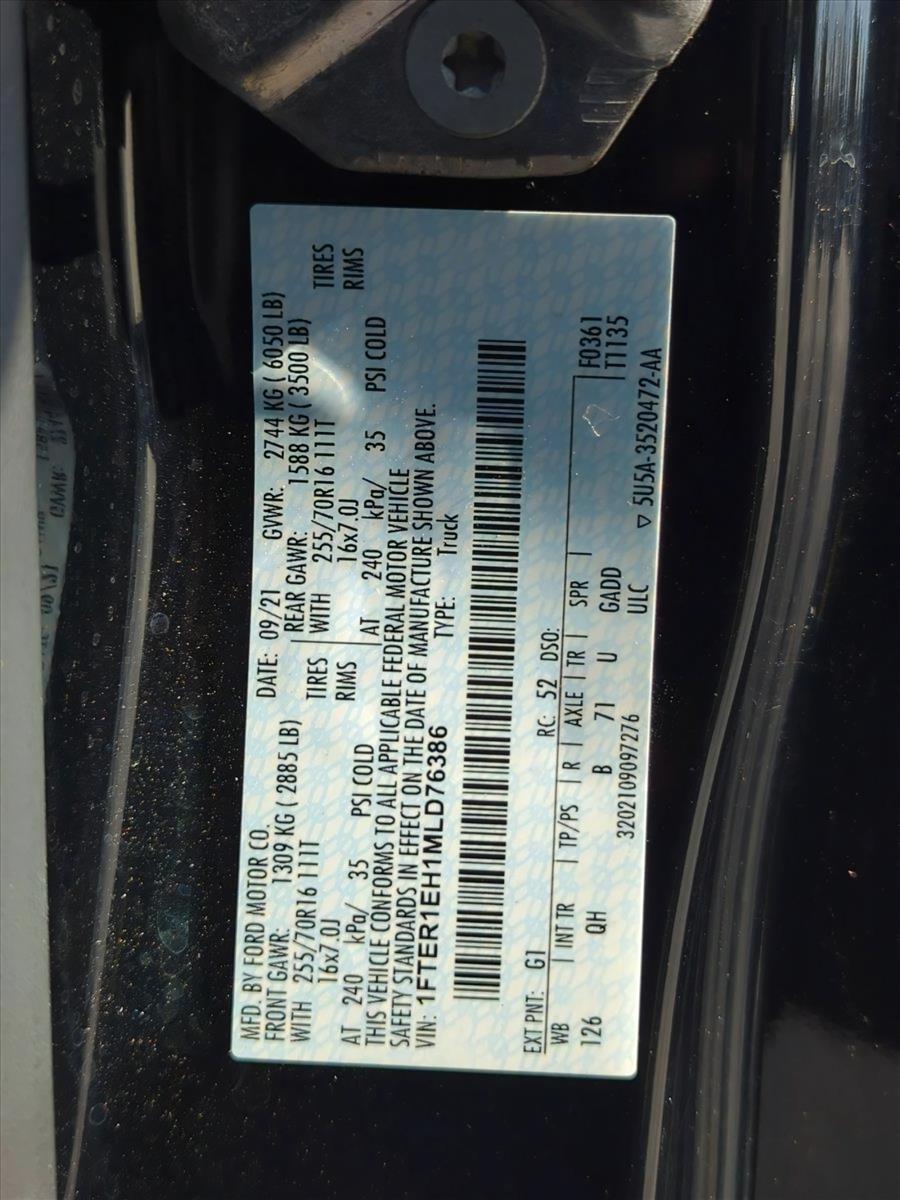 MFD. BY FORD MOTOR CO. DATE: 09/21 GVWR: 2744 KG ( 6050 LB)
FRONT GAWR: 1309 KG ( 2885 LB) REAR GAWR: 1588 KG ( 3500 LB)
WITH 255/70R16 111T TIRES WITH 255/70R16 111T TIRES
16x7.0J RIMS 16x7.0J RIMS
AT 240 kPa/ 35 PSI COLD AT 240 kPa/ 35 PSI COLD
THIS VEHICLE CONFORMS TO ALL APPLICABLE FEDERAL MOTOR VEHICLE
SAFETY STANDARDS IN EFFECT ON THE DATE OF MANUFACTURE SHOWN ABOVE.
VIN: 1FTER1EH1MLD76386 TYPE: Truck
EXT PNT: G1 RC: 52 DSO: F0361
WB INT TR TP/PS R AXLE TR SPR T1135
126 QH B 71 U GADD
3202109097276 ULC ▽ 5U5A-3520472-AA